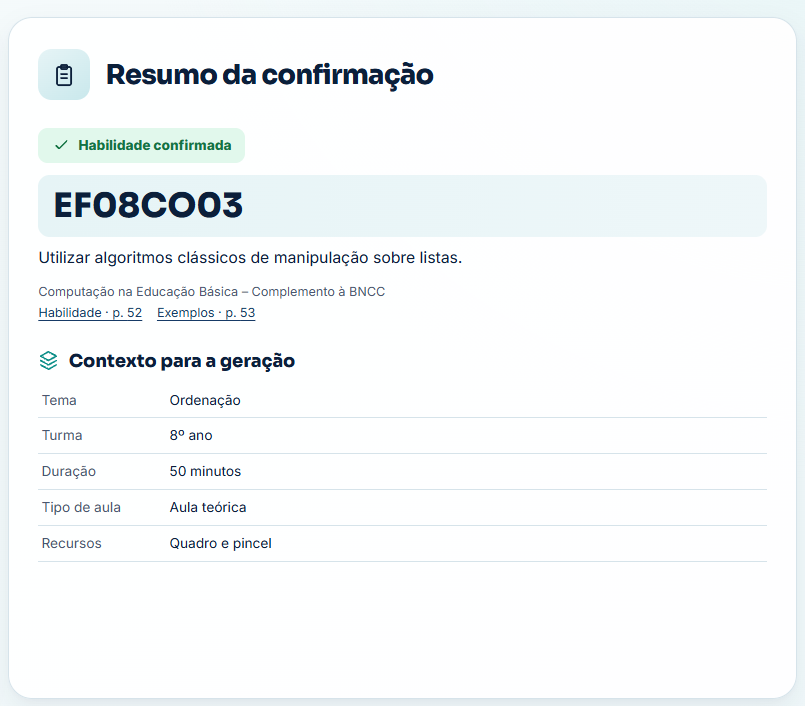 Resumo da confirmação
Habilidade confirmada
EF08CO03
Utilizar algoritmos clássicos de manipulação sobre listas.
Computação na Educação Básica – Complemento à BNCC
Habilidade · p. 52 Exemplos · p. 53
Contexto para a geração
Tema Ordenação
Turma 8º ano
Duração 50 minutos
Tipo de aula Aula teórica
Recursos Quadro e pincel